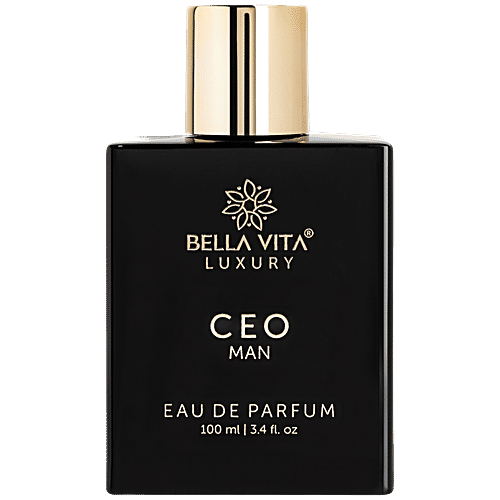 BELLA VITA®
LUXURY
CEO
MAN
EAU DE PARFUM
100 ml | 3.4 fl. oz